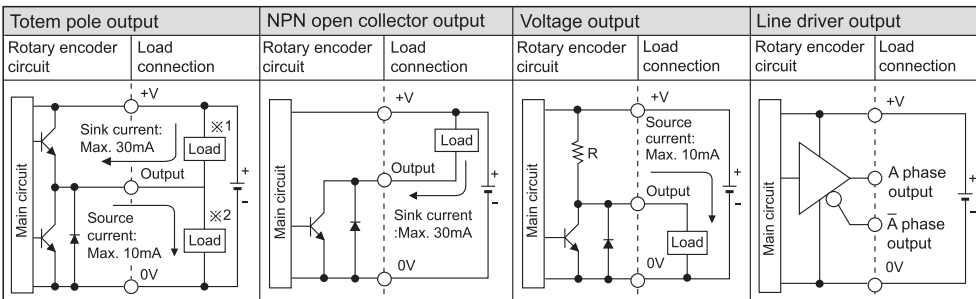 Totem pole output
Rotary encoder circuit
Load connection
Main circuit
+V
Sink current:
Max. 30mA
※1
Load
Output
+
-
Source
current:
Max. 10mA
※2
Load
0V
NPN open collector output
Rotary encoder circuit
Load connection
Main circuit
+V
Load
Output
+
-
Sink current
:Max. 30mA
0V
Voltage output
Rotary encoder circuit
Load connection
Main circuit
+V
Source
current:
Max. 10mA
R
Output
+
-
Load
0V
Line driver output
Rotary encoder circuit
Load connection
Main circuit
+V
A phase
output
+
-
A̅ phase
output
0V